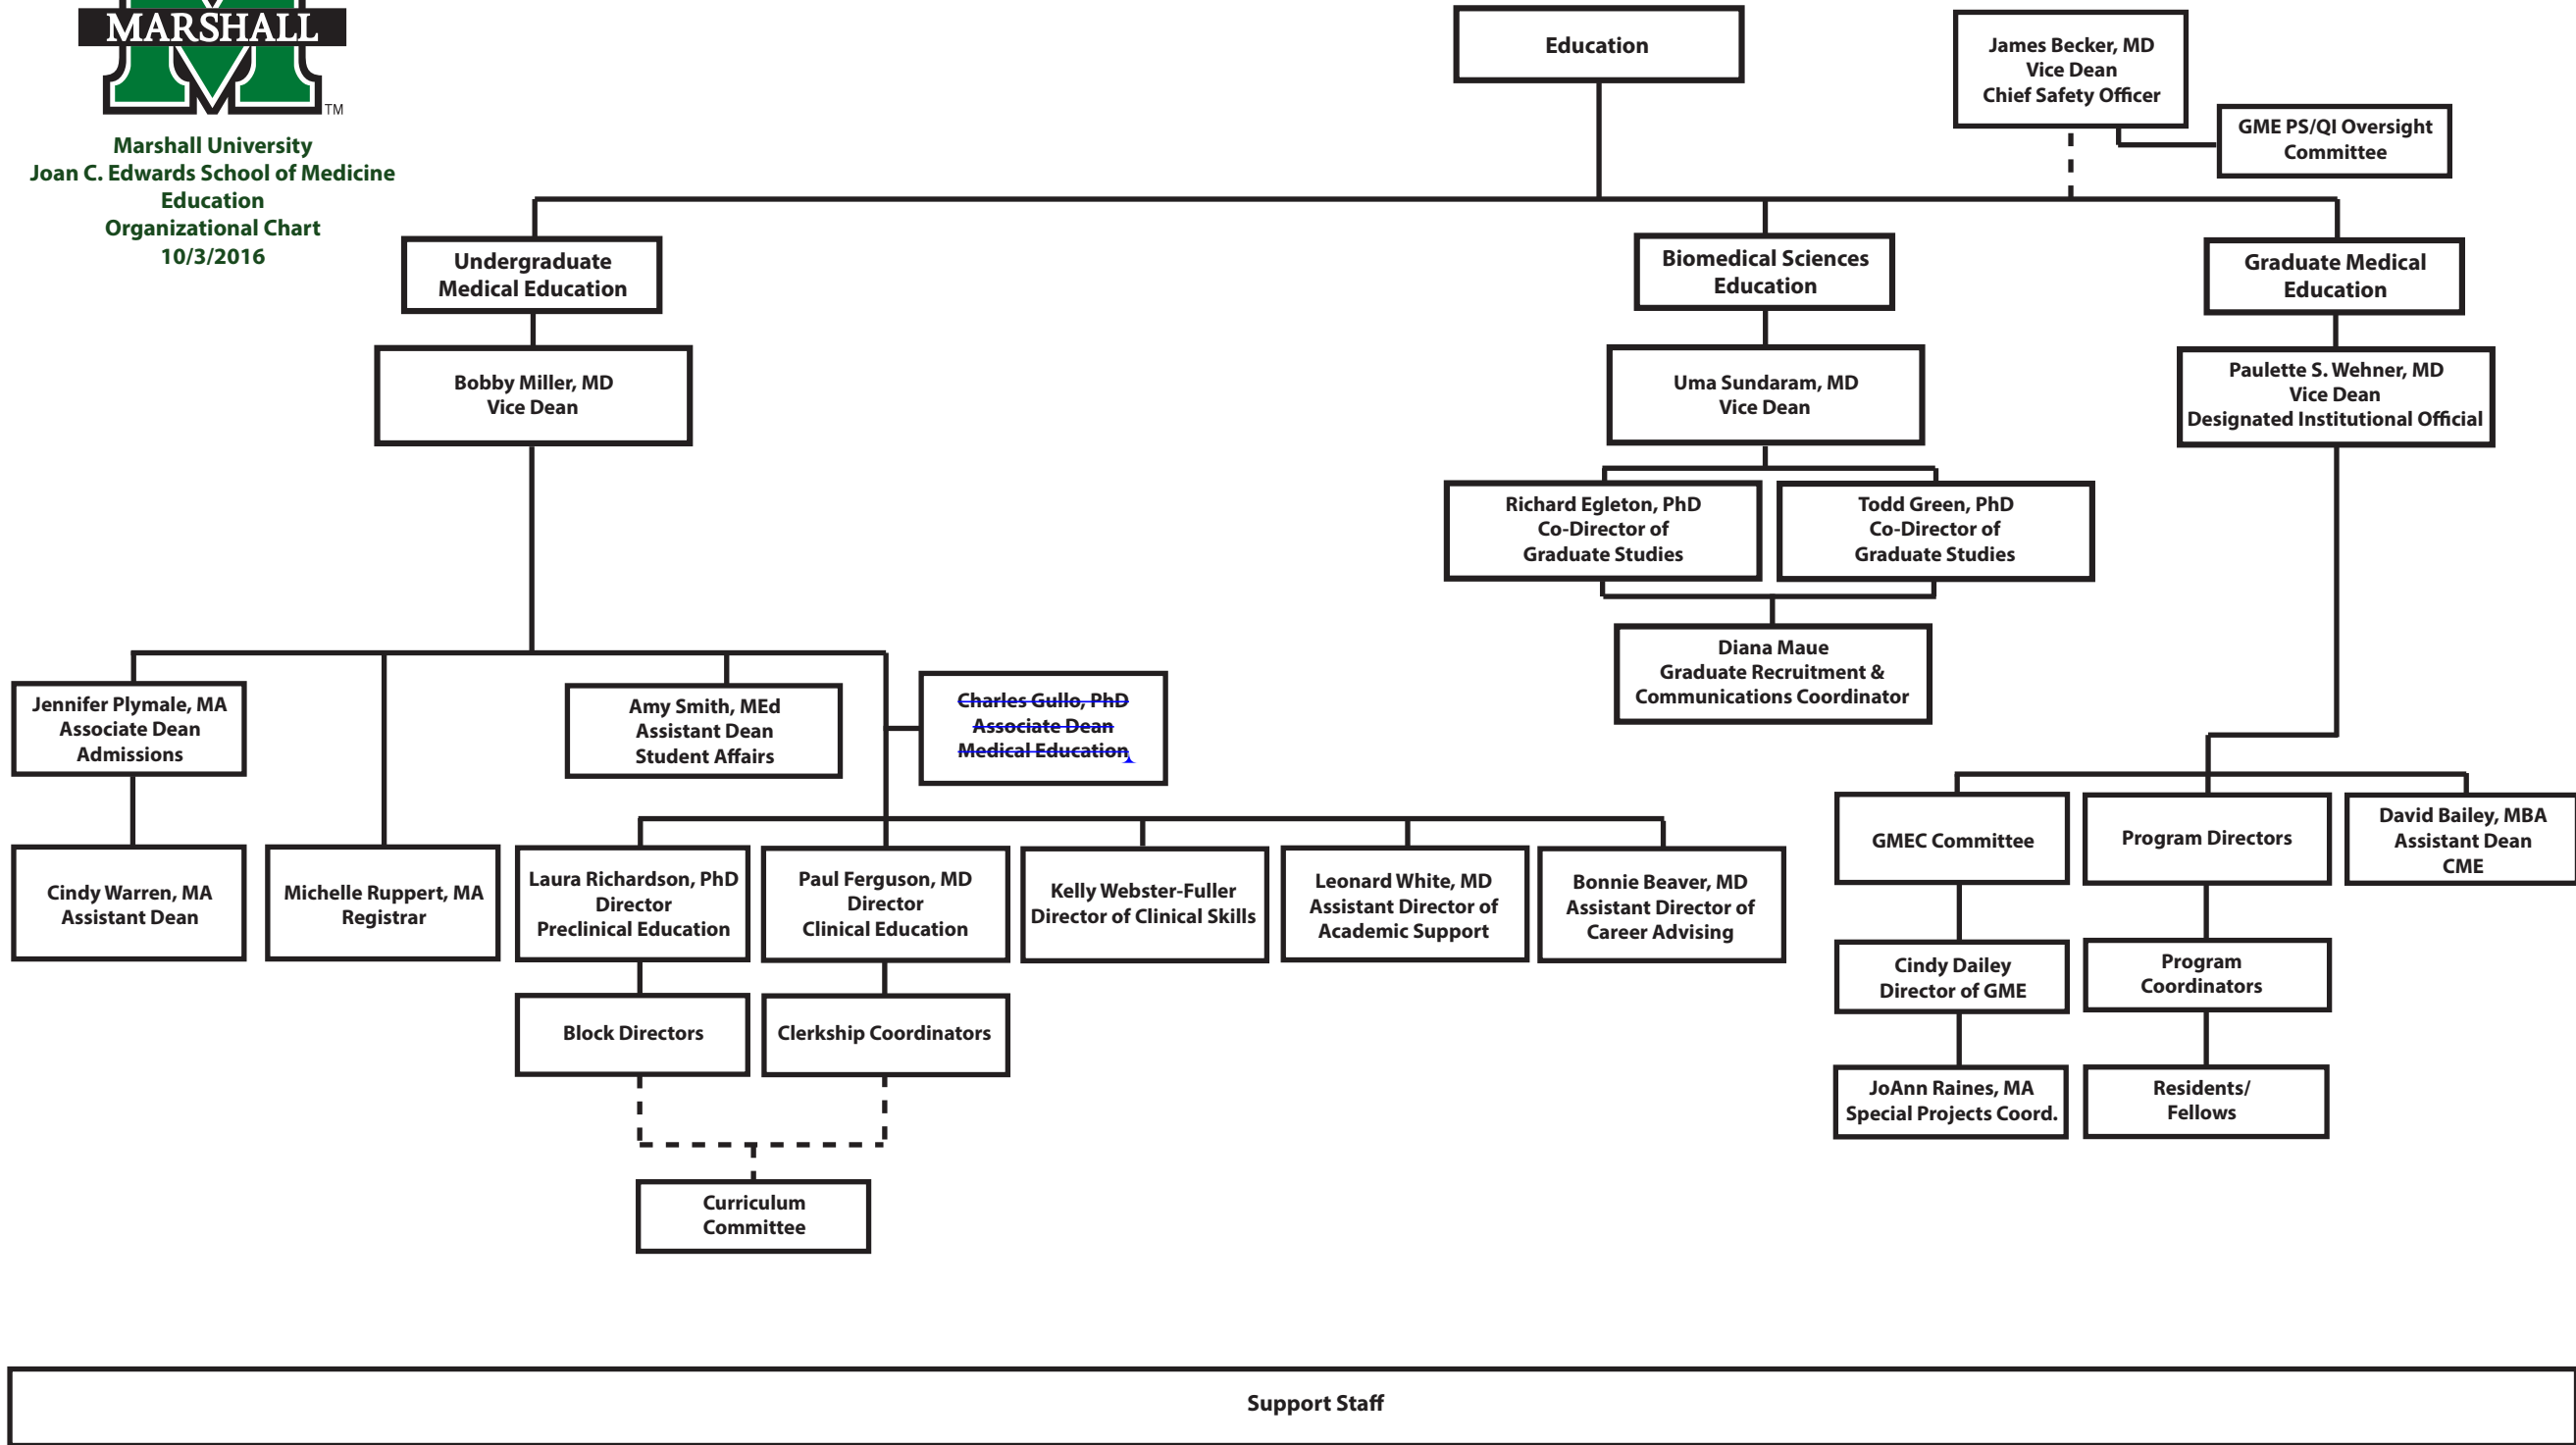 MARSHALL
TM
Marshall University
Joan C. Edwards School of Medicine
Education
Organizational Chart
10/3/2016
Education
James Becker, MD
Vice Dean
Chief Safety Officer
GME PS/QI Oversight
Committee
Undergraduate
Medical Education
Biomedical Sciences
Education
Graduate Medical
Education
Bobby Miller, MD
Vice Dean
Uma Sundaram, MD
Vice Dean
Paulette S. Wehner, MD
Vice Dean
Designated Institutional Official
Richard Egleton, PhD
Co-Director of
Graduate Studies
Todd Green, PhD
Co-Director of
Graduate Studies
Diana Maue
Graduate Recruitment &
Communications Coordinator
Jennifer Plymale, MA
Associate Dean
Admissions
Amy Smith, MEd
Assistant Dean
Student Affairs
Charles Gullo, PhD
Associate Dean
Medical Education
Cindy Warren, MA
Assistant Dean
Michelle Ruppert, MA
Registrar
Laura Richardson, PhD
Director
Preclinical Education
Paul Ferguson, MD
Director
Clinical Education
Kelly Webster-Fuller
Director of Clinical Skills
Leonard White, MD
Assistant Director of
Academic Support
Bonnie Beaver, MD
Assistant Director of
Career Advising
GMEC Committee
Program Directors
David Bailey, MBA
Assistant Dean
CME
Block Directors
Clerkship Coordinators
Cindy Dailey
Director of GME
Program
Coordinators
JoAnn Raines, MA
Special Projects Coord.
Residents/
Fellows
Curriculum
Committee
Support Staff